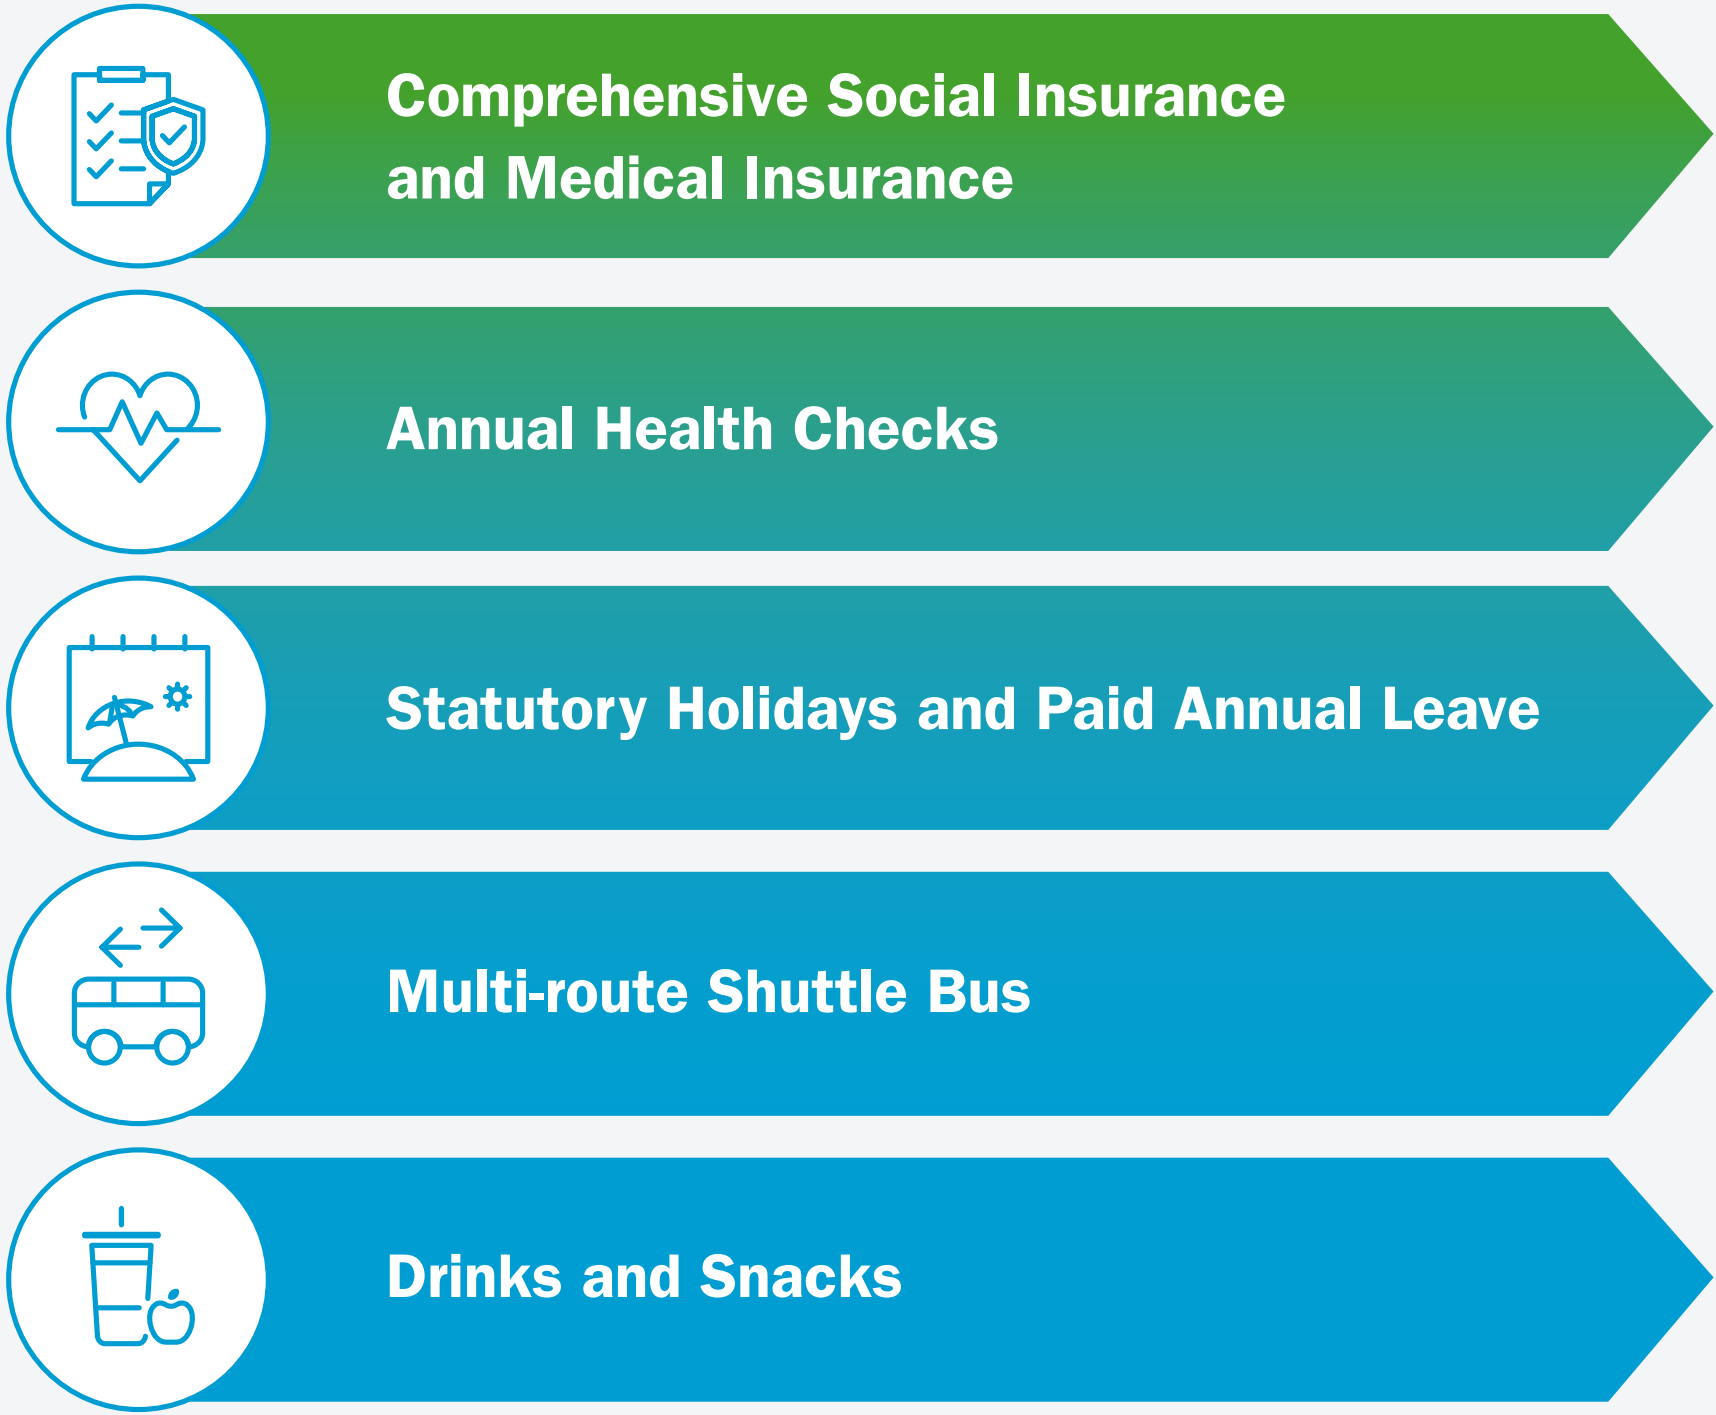 Comprehensive Social Insurance
and Medical Insurance
Annual Health Checks
Statutory Holidays and Paid Annual Leave
Multi-route Shuttle Bus
Drinks and Snacks